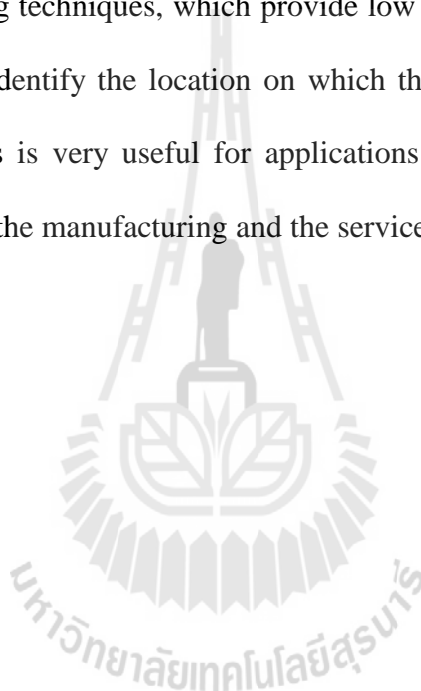 g techniques, which provide low
dentify the location on which th
s is very useful for applications
the manufacturing and the service
มหาวิทยาลัยเทคโนโลยีสุรนารี